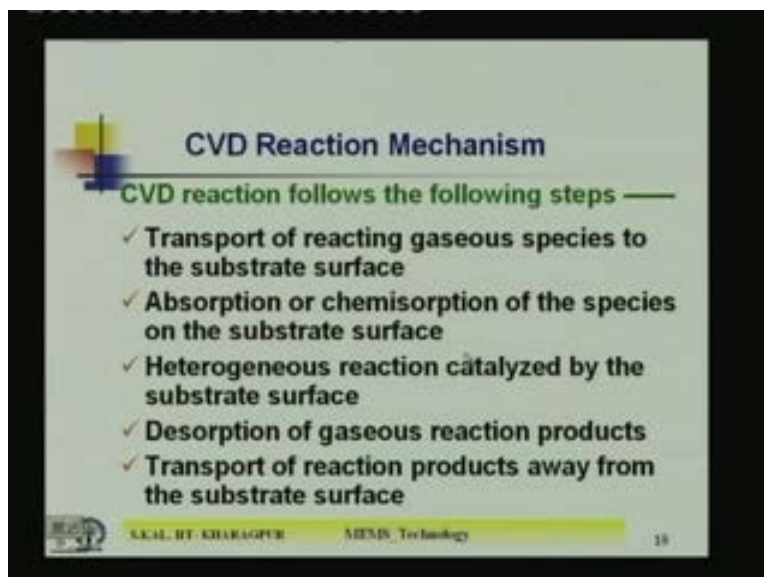 CVD Reaction Mechanism
CVD reaction follows the following steps ——
✓ Transport of reacting gaseous species to
the substrate surface
✓ Absorption or chemisorption of the species
on the substrate surface
✓ Heterogeneous reaction catalyzed by the
substrate surface
✓ Desorption of gaseous reaction products
✓ Transport of reaction products away from
the substrate surface
S.KAL, IIT- KHARAGPUR MEMS_Technology